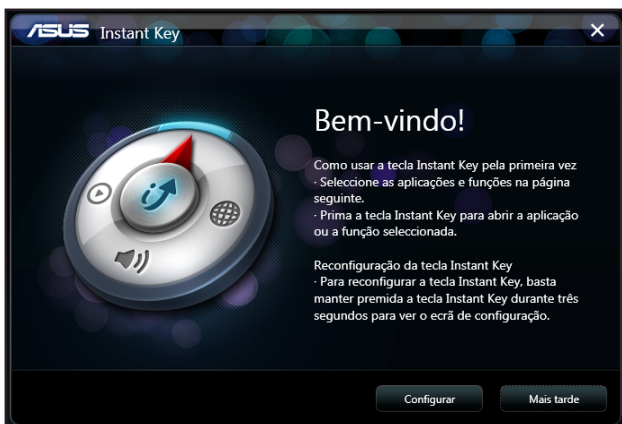 ASUS Instant Key
Bem-vindo!
Como usar a tecla Instant Key pela primeira vez
· Seleccione as aplicações e funções na página
seguinte.
· Prima a tecla Instant Key para abrir a aplicação
ou a função seleccionada.
Reconfiguração da tecla Instant Key
· Para reconfigurar a tecla Instant Key, basta
manter premida a tecla Instant Key durante três
segundos para ver o ecrã de configuração.
Configurar
Mais tarde